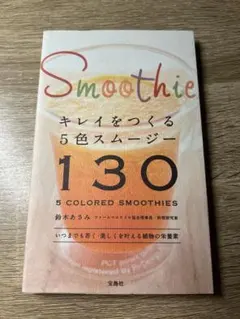 Smoothie
キレイをつくる
5色スムージー
130
5 COLORED SMOOTHIES
鈴木あさみ
いつまでも若く・美しくを叶える植物の栄養素
宝島社